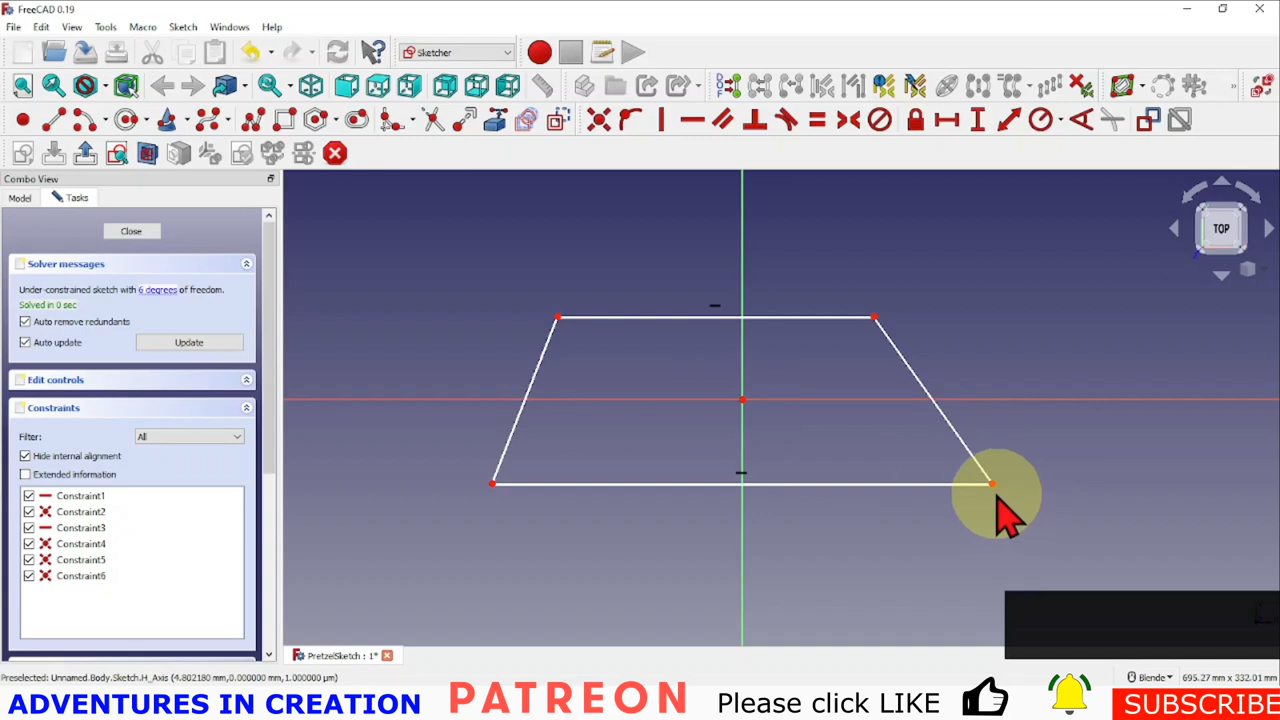 FreeCAD 0.19
File Edit View Tools Macro Sketch Windows Help
Sketcher
Combo View
Model Tasks
Close
Solver messages
Under-constrained sketch with 6 degrees of freedom.
Solved in 0 sec
Auto remove redundants
Auto update Update
Edit controls
Constraints
Filter: All
Hide internal alignment
Extended information
Constraint1
Constraint2
Constraint3
Constraint4
Constraint5
Constraint6
TOP
PretzelSketch : 1*
Preselected: Unnamed.Body.Sketch.H_Axis (4.802180 mm,0.000000 mm,1.000000 µm) Blende 695.27 mm x 332.01 mm
ADVENTURES IN CREATION PATREON Please click LIKE SUBSCRIBE